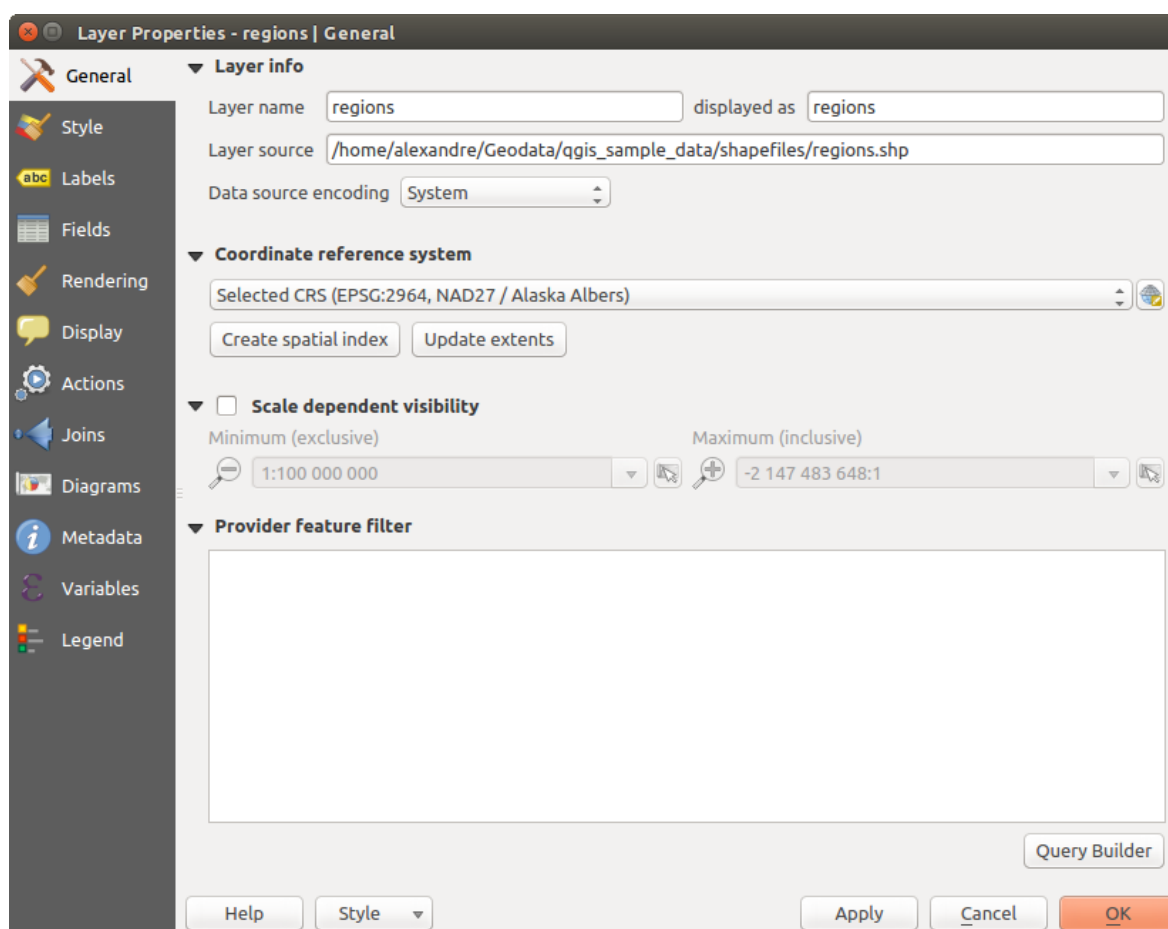 Layer Properties - regions | General
General
Style
abc Labels
Fields
Rendering
Display
Actions
Joins
Diagrams
Metadata
Variables
Legend
Layer info
Layer name regions displayed as regions
Layer source /home/alexandre/Geodata/qgis_sample_data/shapefiles/regions.shp
Data source encoding System
Coordinate reference system
Selected CRS (EPSG:2964, NAD27 / Alaska Albers)
Create spatial index Update extents
Scale dependent visibility
Minimum (exclusive) Maximum (inclusive)
1:100 000 000 -2 147 483 648:1
Provider feature filter
Query Builder
Help Style Apply Cancel OK